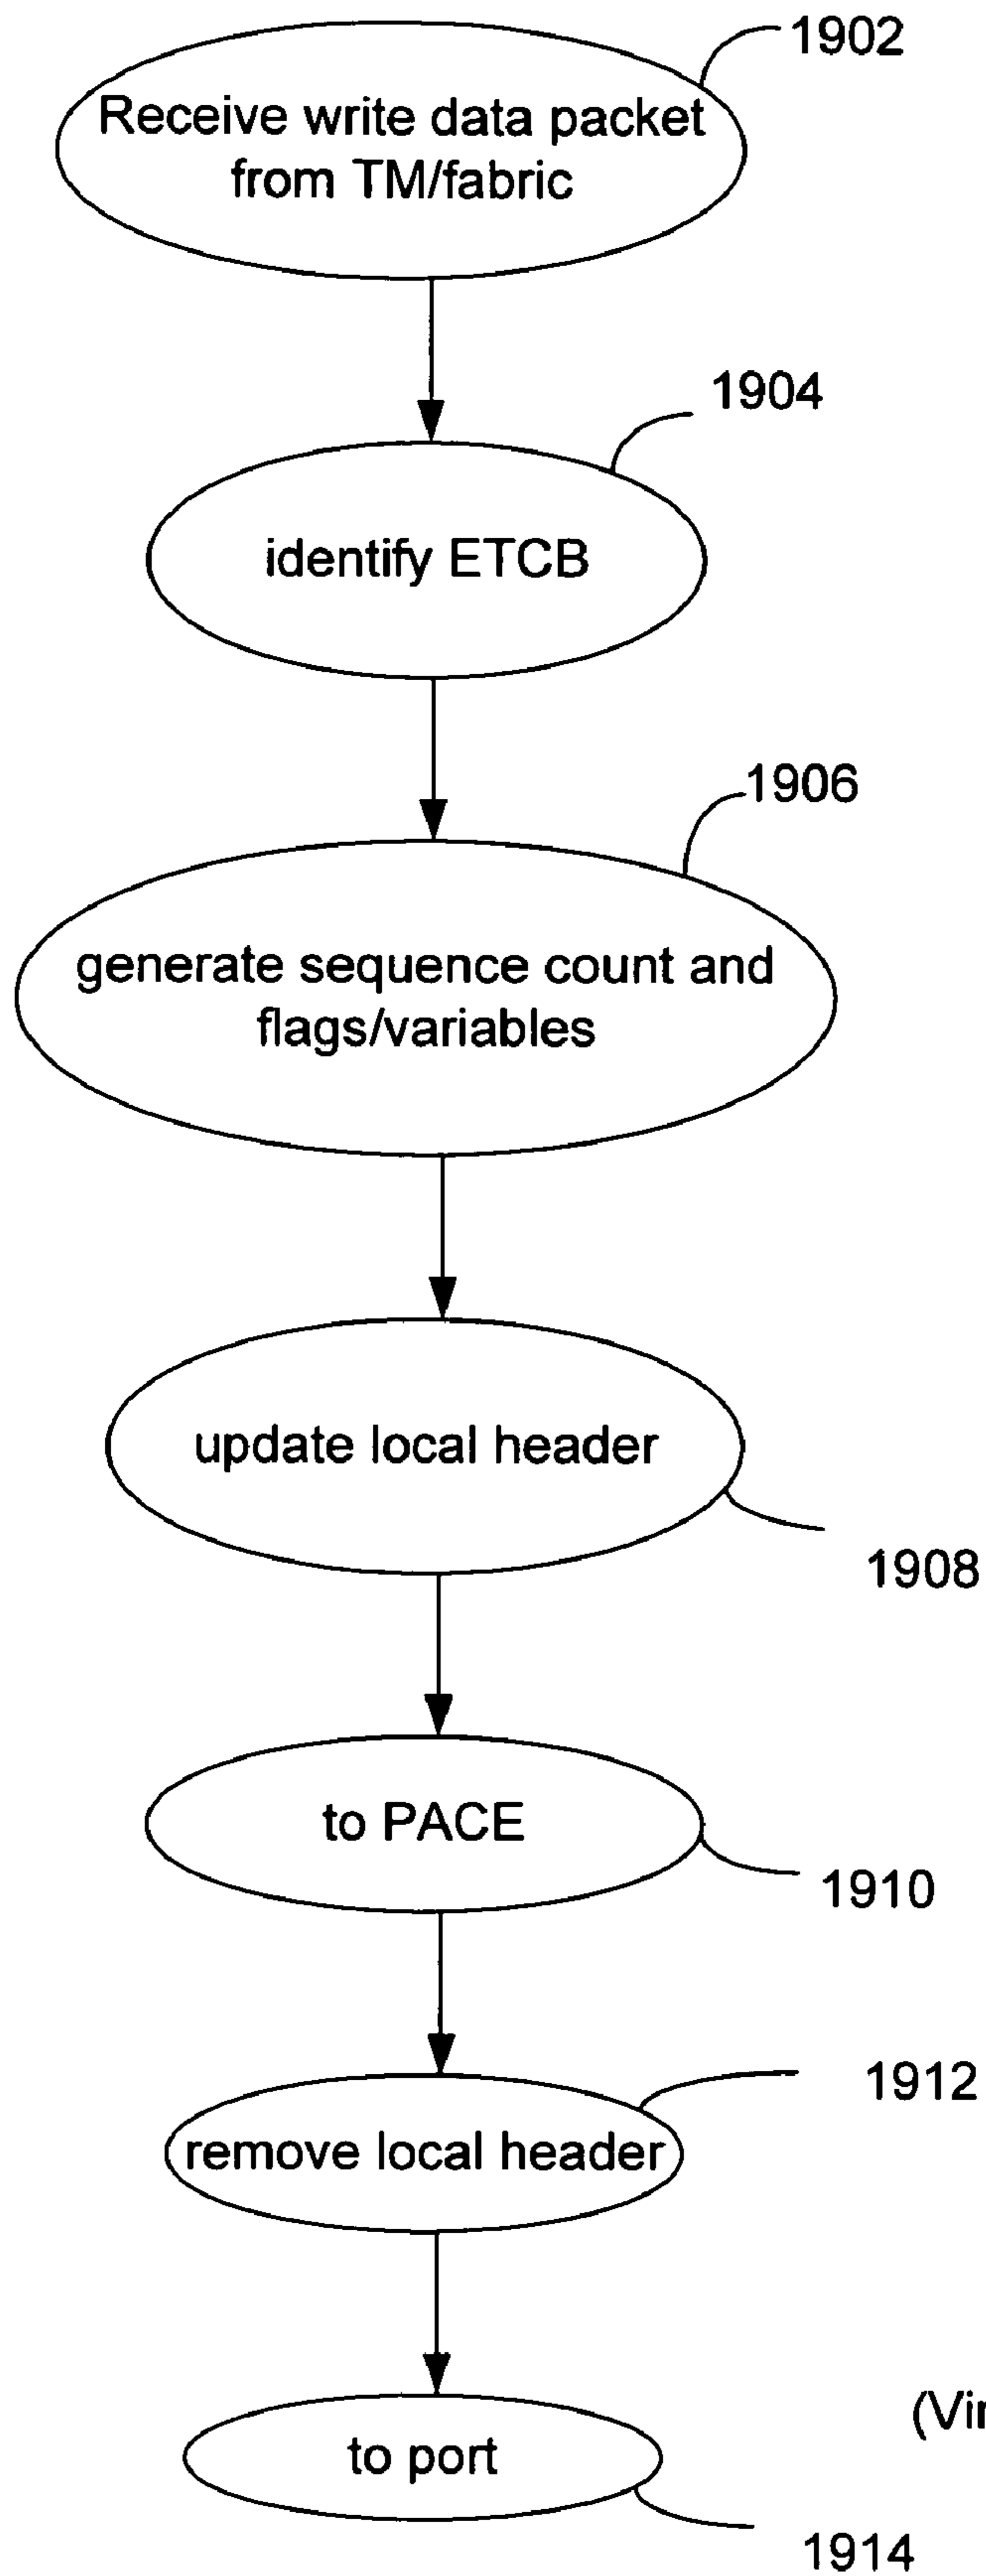 1902
Receive write data packet
from TM/fabric
1904
identify ETCB
1906
generate sequence count and
flags/variables
update local header
1908
to PACE
1910
1912
remove local header
(Vir
to port
1914